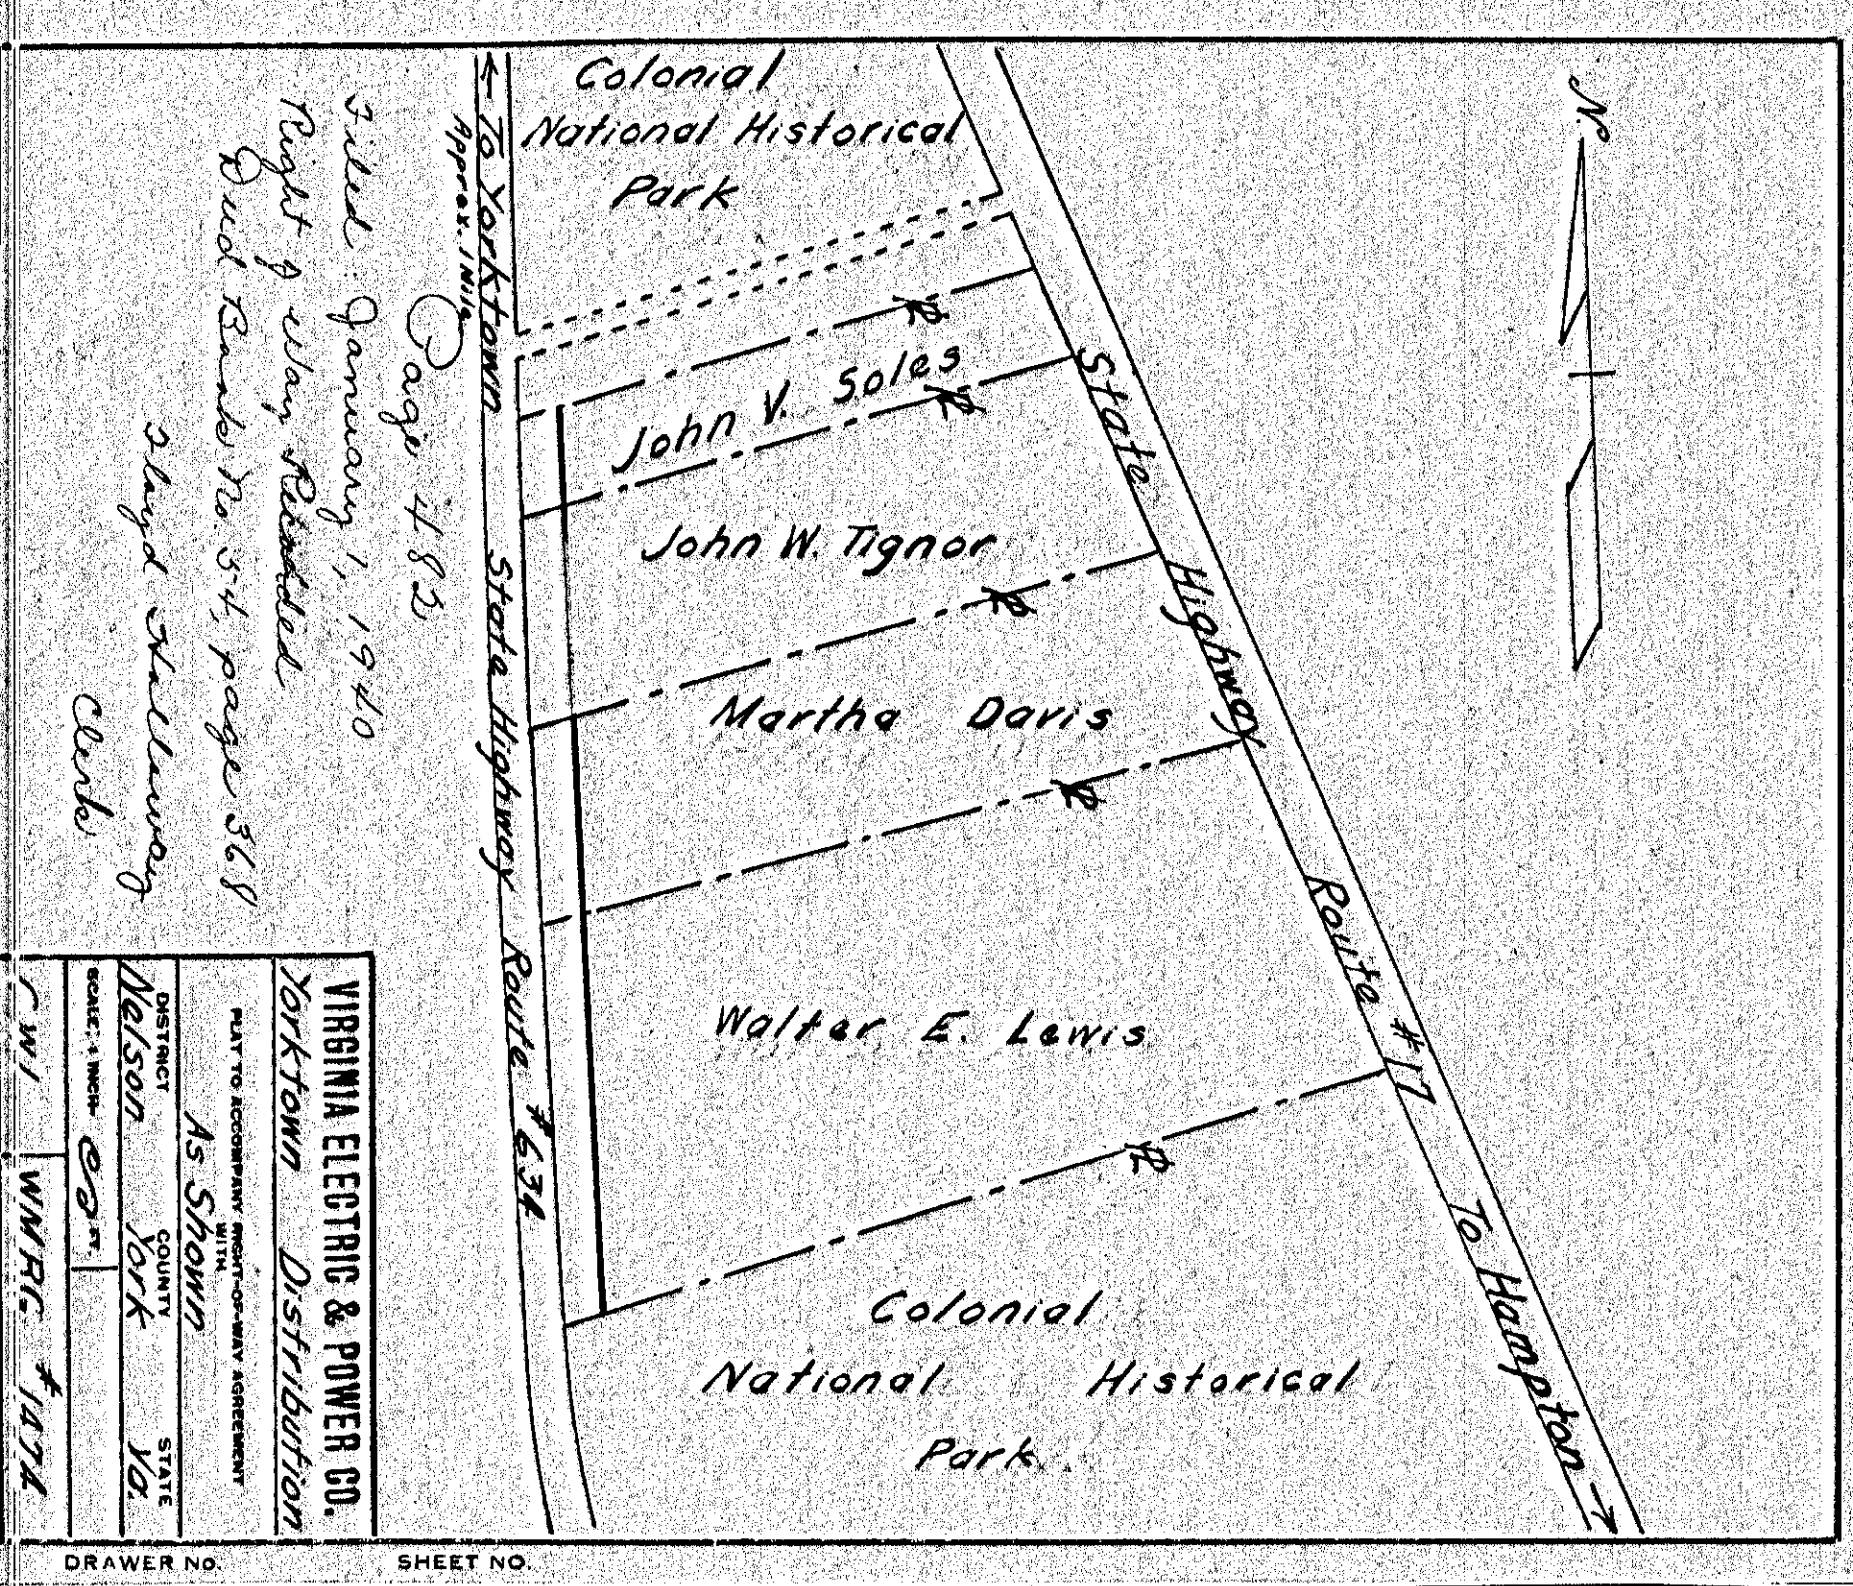 N.
Colonial
National Historical
Park
← To Yorktown
Approx. 1 Mile
State Highway Route #634
State Highway Route #17 To Hampton →
John V. Soles
John W. Tignor
Martha Davis
Walter E. Lewis
Colonial
National Historical
Park
Page 482
Filed: January 1, 1940
Right of Way Recorded
Deed Book No. 54, page 368
Floyd Hallaway
Clerk
VIRGINIA ELECTRIC & POWER CO.
Yorktown Distribution
PLAT TO ACCOMPANY RIGHT-OF-WAY AGREEMENT
WITH
As Shown
DISTRICT COUNTY STATE
Nelson York Va.
SCALE: 1 INCH= FT.
WMRC #1474
DRAWER NO. SHEET NO.